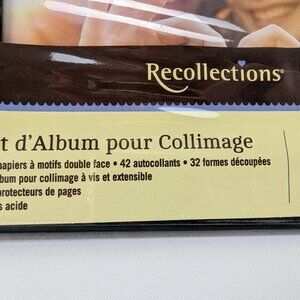 Recollections®
t d'Album pour Collimage
papiers à motifs double face • 42 autocollants • 32 formes découpées
bum pour collimage à vis et extensible
protecteurs de pages
s acide